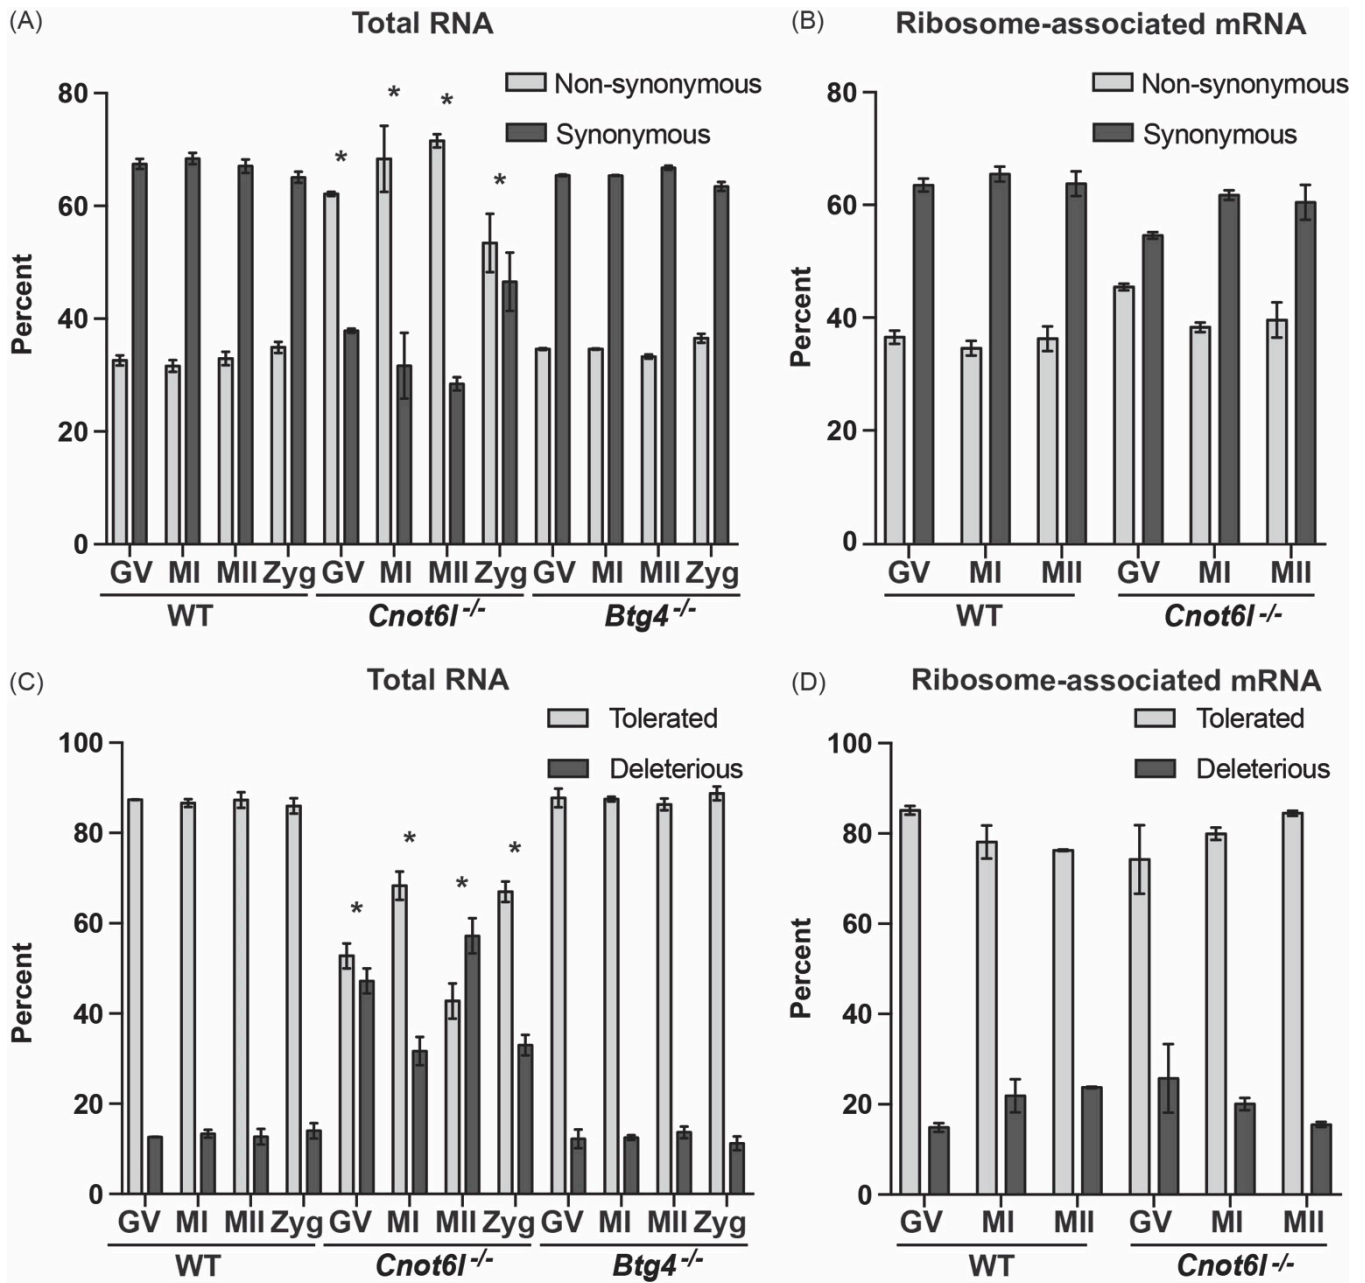 (A) Total RNA
Non-synonymous
Synonymous
* * * *
Percent
80
60
40
20
0
GV MI MII Zyg GV MI MII Zyg GV MI MII Zyg
WT Cnot6l -/- Btg4 -/-
(B) Ribosome-associated mRNA
Non-synonymous
Synonymous
Percent
80
60
40
20
0
GV MI MII GV MI MII
WT Cnot6l -/-
(C) Total RNA
Tolerated
Deleterious
* * * *
Percent
100
80
60
40
20
0
GV MI MII Zyg GV MI MII Zyg GV MI MII Zyg
WT Cnot6l -/- Btg4 -/-
(D) Ribosome-associated mRNA
Tolerated
Deleterious
Percent
100
80
60
40
20
0
GV MI MII GV MI MII
WT Cnot6l -/-